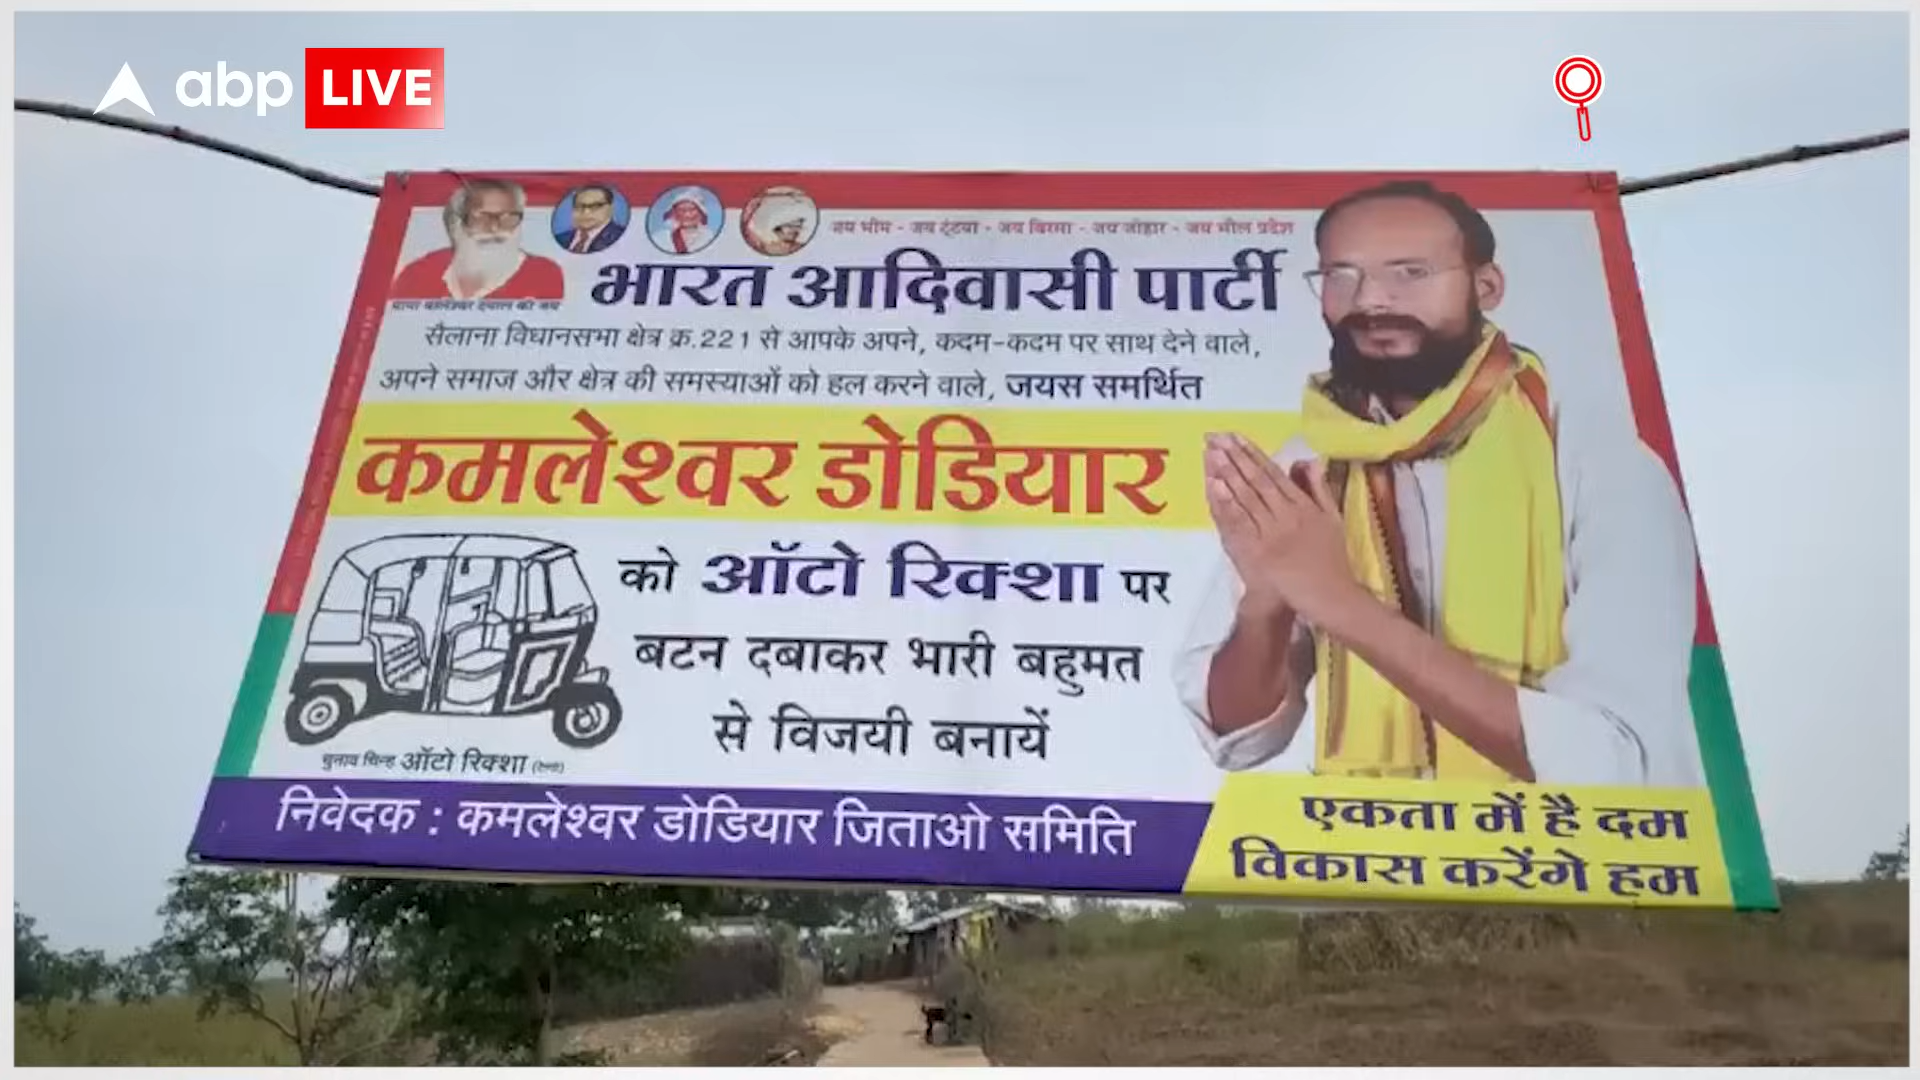 abp LIVE
जय भीम - जय टंट्या - जय बिरसा - जय जोहार - जय भील प्रदेश
भारत आदिवासी पार्टी
सैलाना विधानसभा क्षेत्र क्र.221 से आपके अपने, कदम-कदम पर साथ देने वाले,
अपने समाज और क्षेत्र की समस्याओं को हल करने वाले, जयस समर्थित
कमलेश्वर डोडियार
को ऑटो रिक्शा पर
बटन दबाकर भारी बहुमत
से विजयी बनायें
चुनाव चिन्ह ऑटो रिक्शा
निवेदक : कमलेश्वर डोडियार जिताओ समिति
एकता में है दम
विकास करेंगे हम